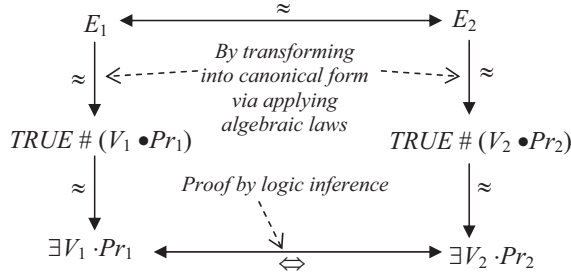 E₁ ≈ E₂
≈ By transforming into canonical form via applying algebraic laws ≈
TRUE # (V₁ •Pr₁) TRUE # (V₂ •Pr₂)
≈ Proof by logic inference ≈
∃V₁ ·Pr₁ ⇔ ∃V₂ ·Pr₂